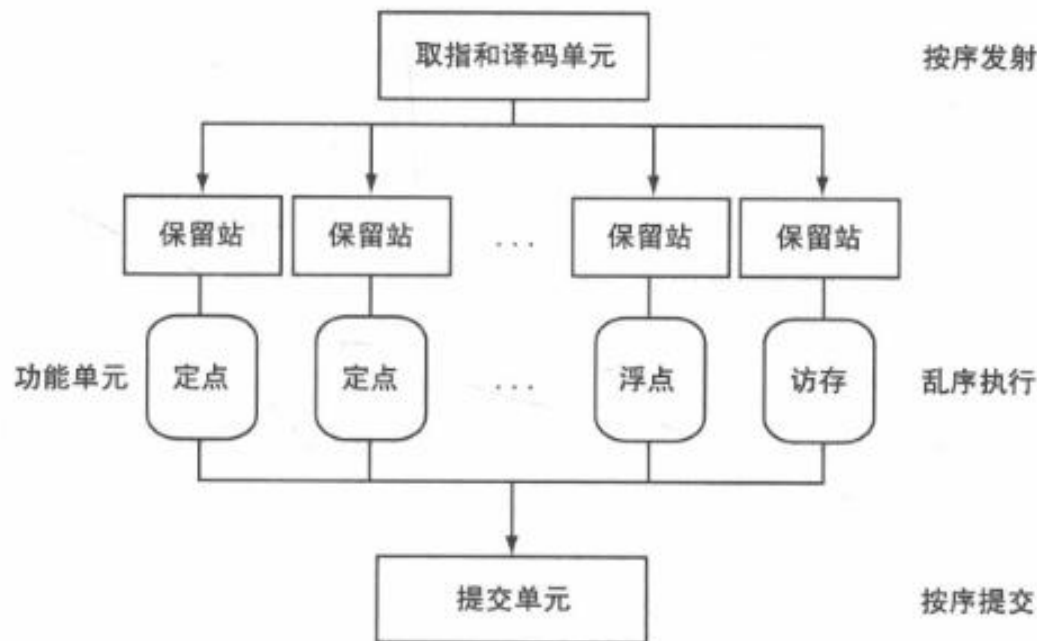 取指和译码单元 按序发射
保留站 保留站 ... 保留站 保留站
功能单元 定点 定点 ... 浮点 访存 乱序执行
提交单元 按序提交